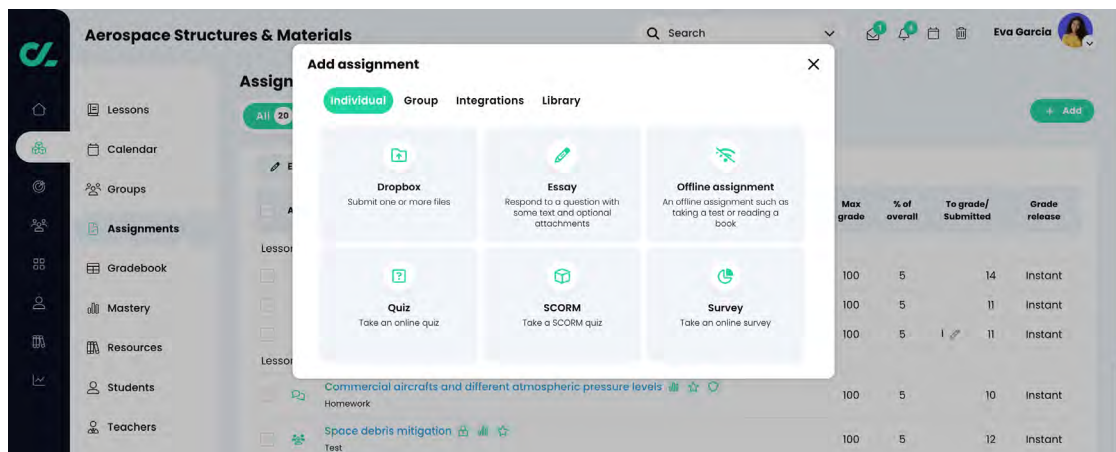 Aerospace Structures & Materials
Search
1
4
Eva Garcia
Add assignment
Individual
Group
Integrations
Library
Assign
All 20
+ Add
Lessons
Calendar
Groups
Assignments
Gradebook
Mastery
Resources
Students
Teachers
Dropbox
Submit one or more files
Essay
Respond to a question with
some text and optional
attachments
Offline assignment
An offline assignment such as
taking a test or reading a
book
Quiz
Take an online quiz
SCORM
Take a SCORM quiz
Survey
Take an online survey
Max
grade
% of
overall
To grade/
Submitted
Grade
release
Lesson
100 5 14 Instant
100 5 11 Instant
100 5 1 11 Instant
Lesson
Commercial aircrafts and different atmospheric pressure levels
Homework
100 5 10 Instant
Space debris mitigation
Test
100 5 12 Instant